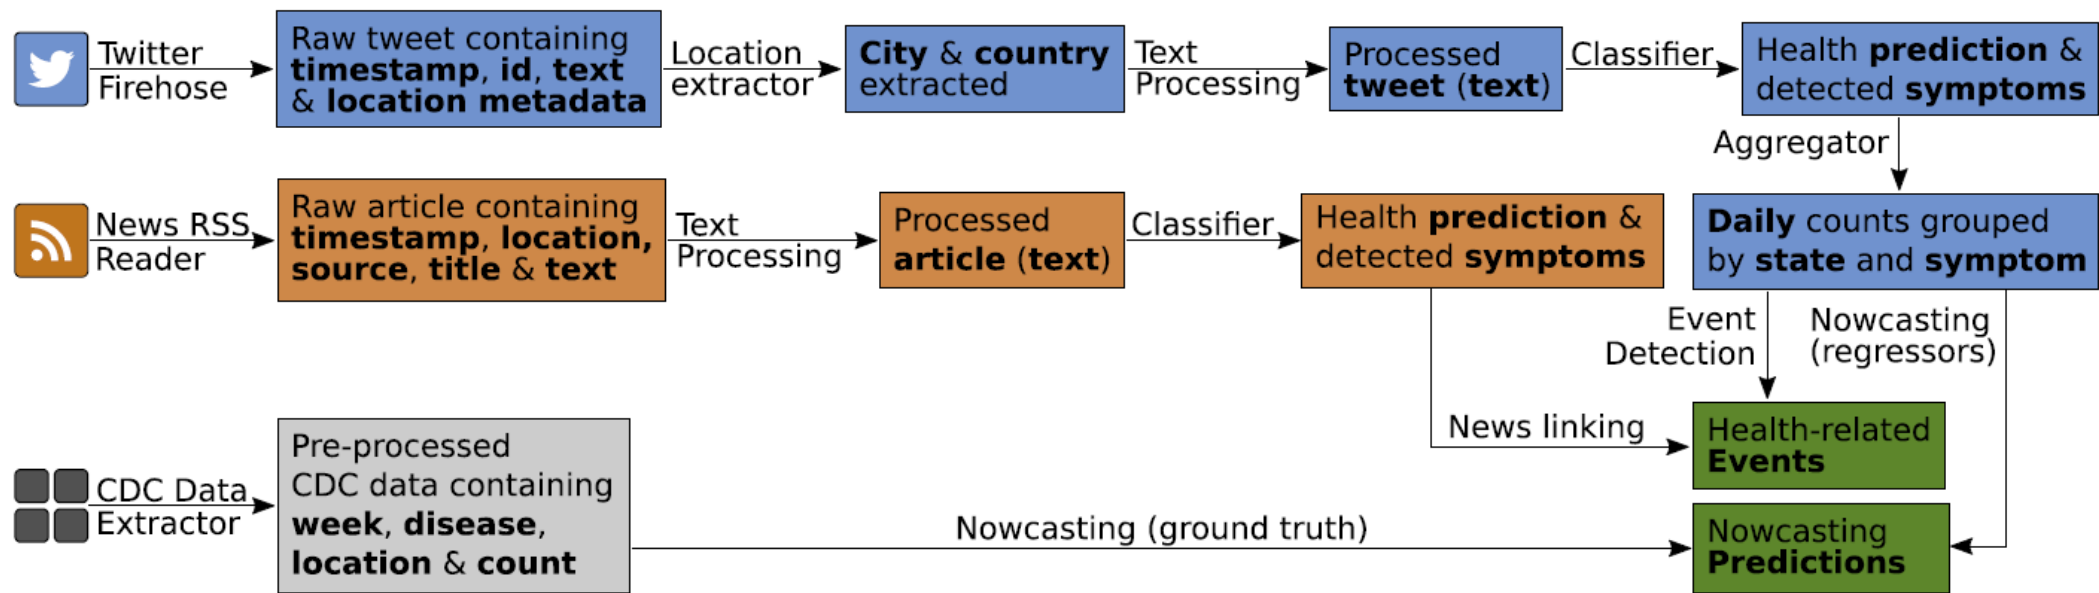 Twitter
Firehose
Raw tweet containing
timestamp, id, text
& location metadata
Location
extractor
City & country
extracted
Text
Processing
Processed
tweet (text)
Classifier
Health prediction &
detected symptoms
Aggregator
News RSS
Reader
Raw article containing
timestamp, location,
source, title & text
Text
Processing
Processed
article (text)
Classifier
Health prediction &
detected symptoms
Daily counts grouped
by state and symptom
Event
Detection
Nowcasting
(regressors)
News linking
Health-related
Events
CDC Data
Extractor
Pre-processed
CDC data containing
week, disease,
location & count
Nowcasting (ground truth)
Nowcasting
Predictions